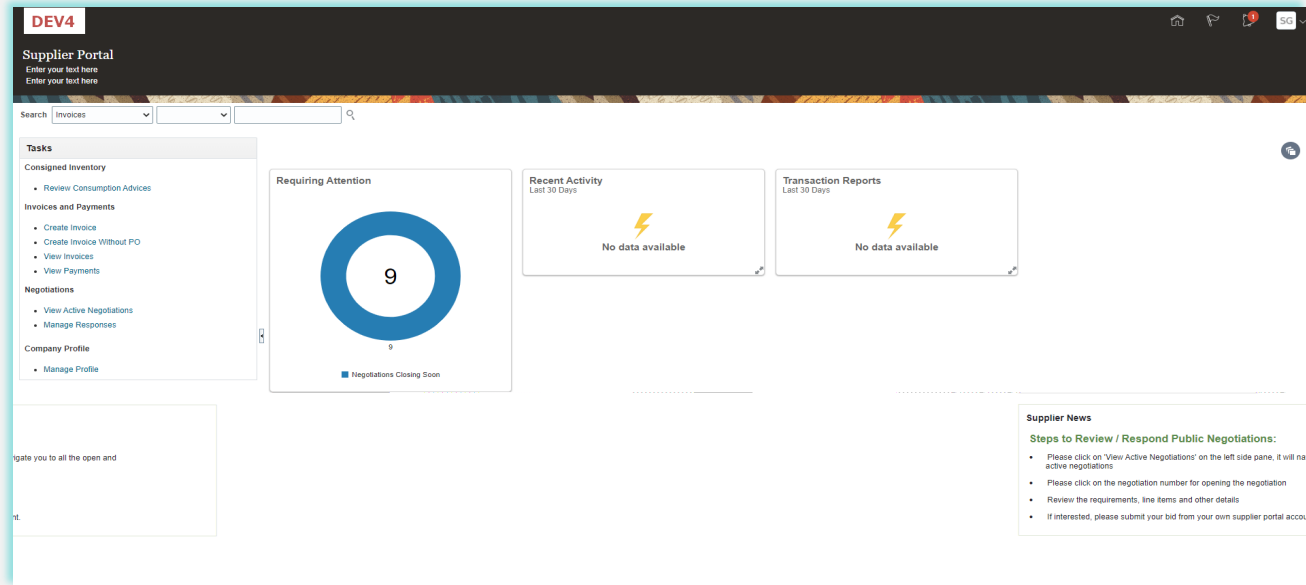 DEV4
1
SG
Supplier Portal
Enter your text here
Enter your text here
Search Invoices
Tasks
Consigned Inventory
Review Consumption Advices
Invoices and Payments
Create Invoice
Create Invoice Without PO
View Invoices
View Payments
Negotiations
View Active Negotiations
Manage Responses
Company Profile
Manage Profile
Requiring Attention
9
9
Negotiations Closing Soon
Recent Activity
Last 30 Days
No data available
Transaction Reports
Last 30 Days
No data available
igate you to all the open and
nt.
Supplier News
Steps to Review / Respond Public Negotiations:
Please click on 'View Active Negotiations' on the left side pane, it will na
active negotiations
Please click on the negotiation number for opening the negotiation
Review the requirements, line items and other details
If interested, please submit your bid from your own supplier portal accou